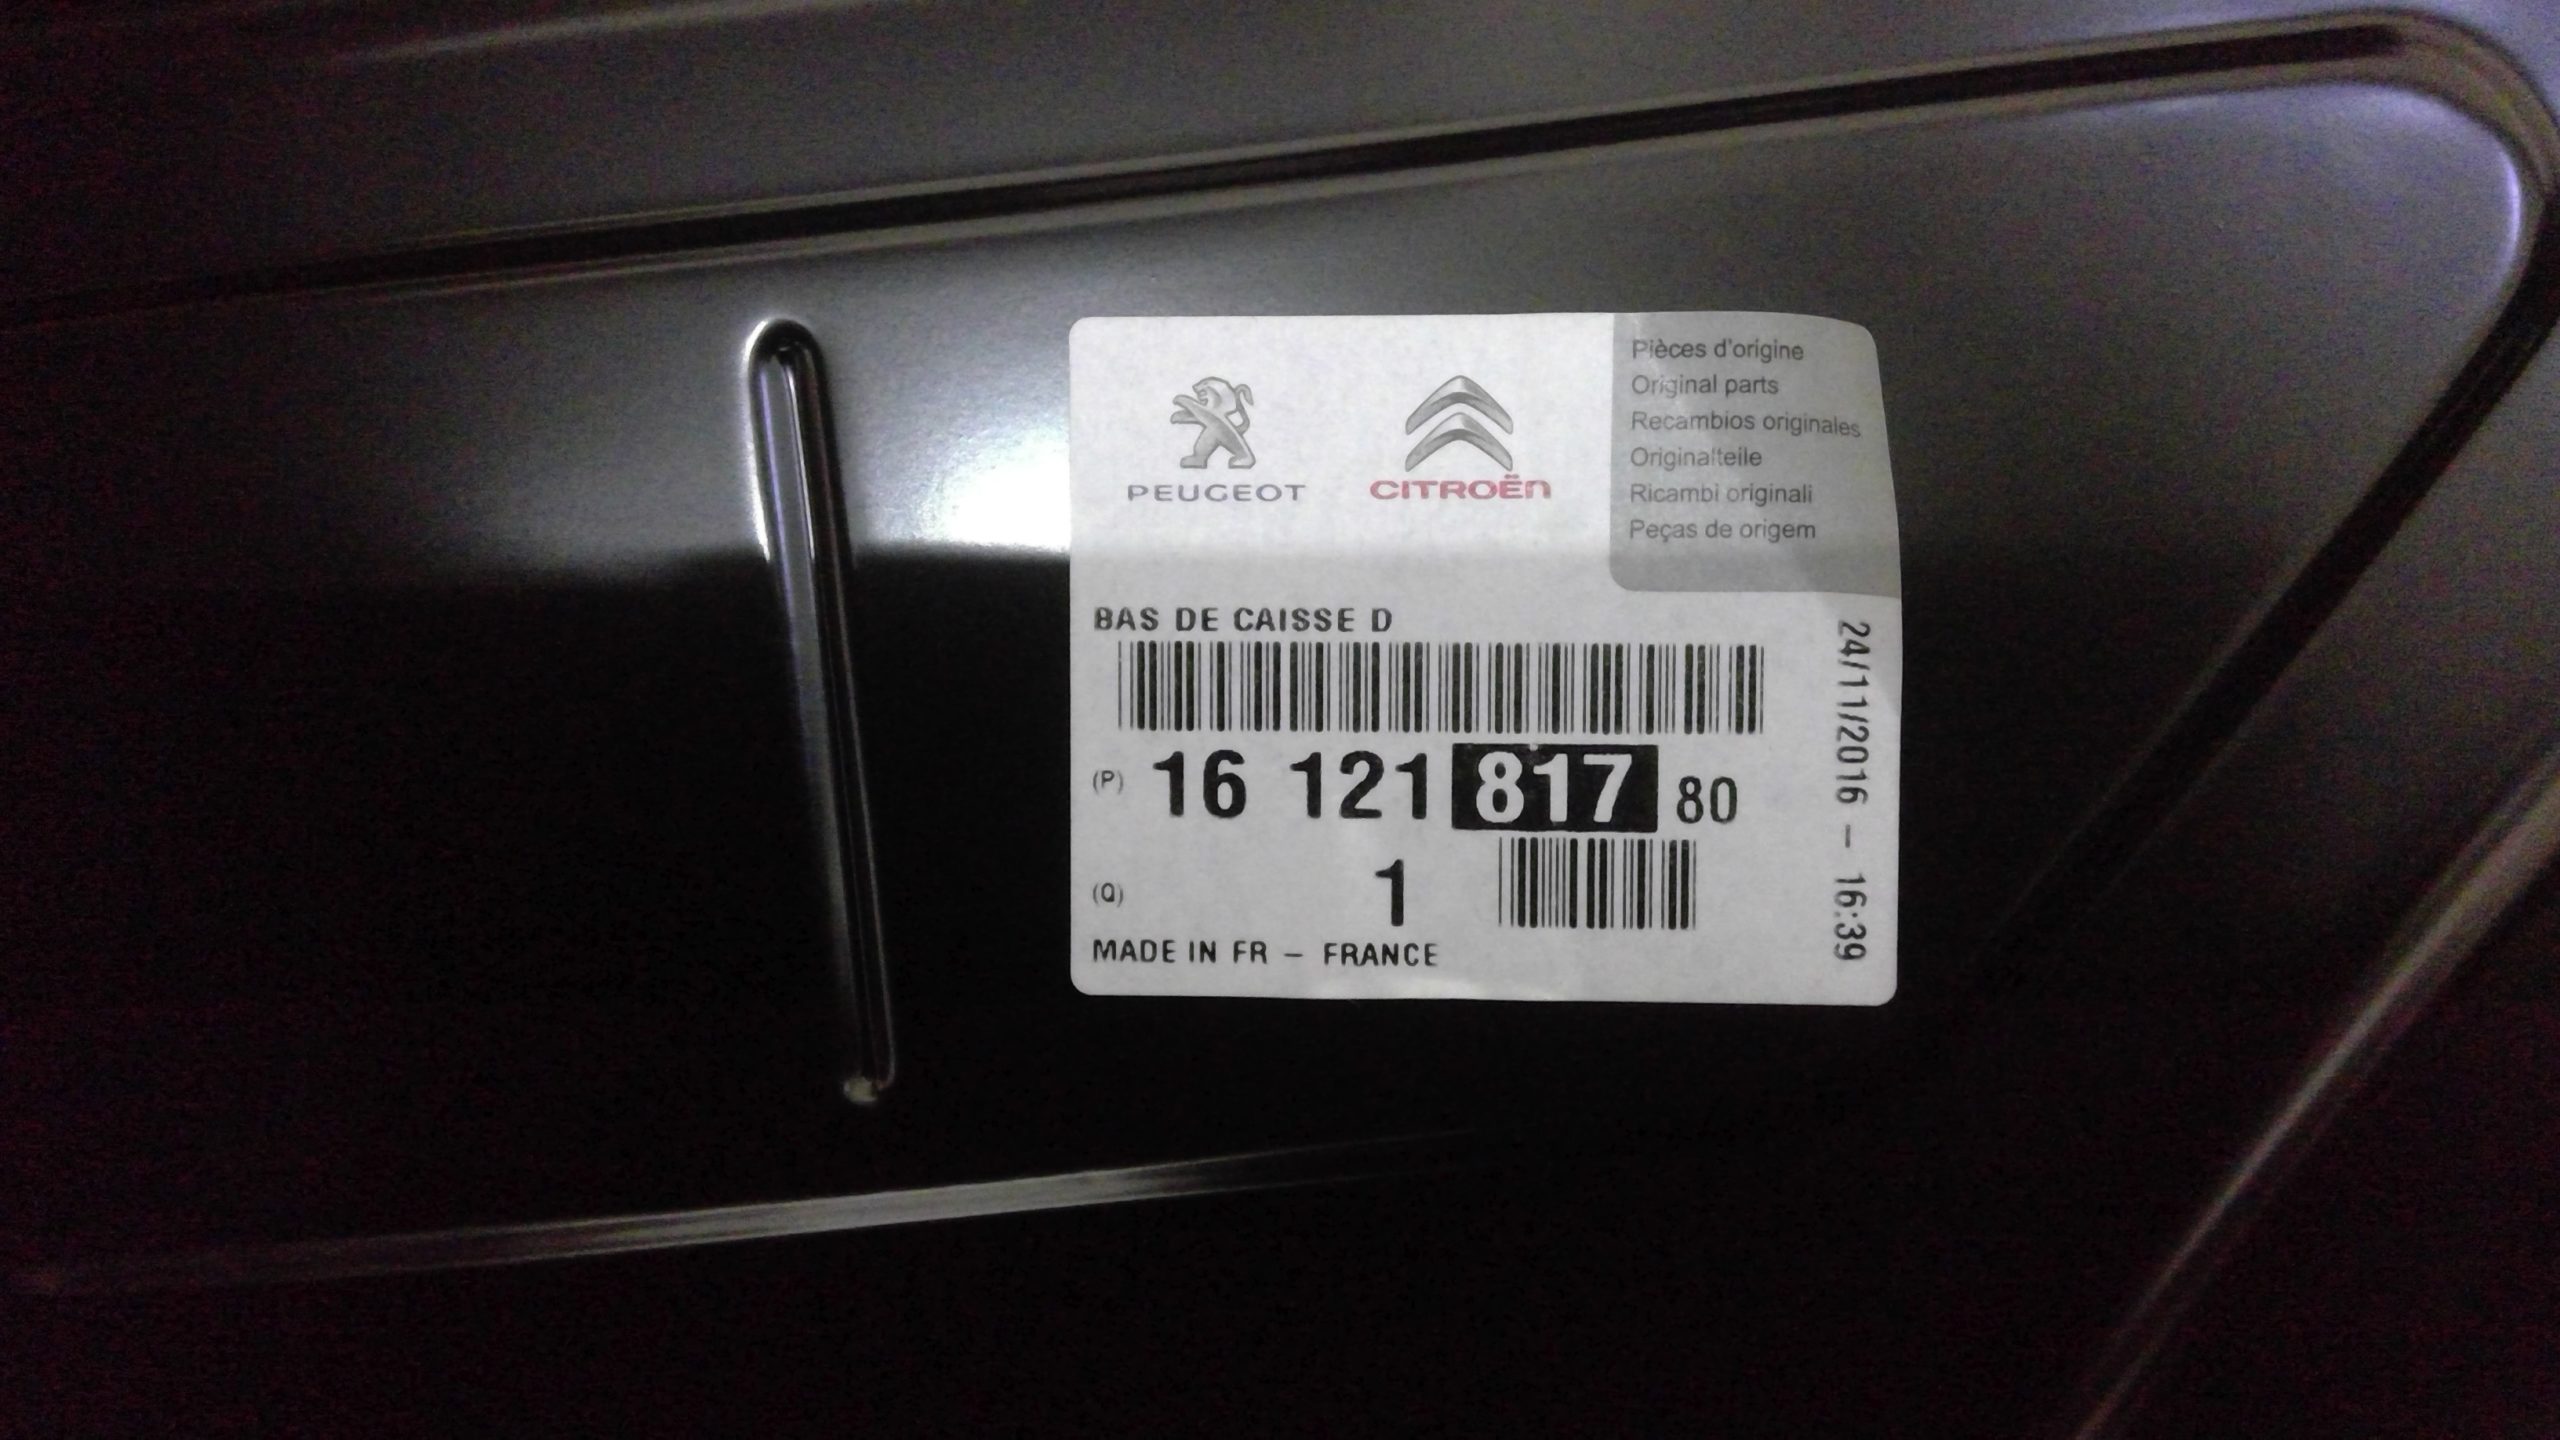 PEUGEOT
CITROËN
Pièces d'origine
Original parts
Recambios originales
Originalteile
Ricambi originali
Peças de origem
BAS DE CAISSE D
(P) 16 121 817 80
(Q) 1
MADE IN FR – FRANCE
24/11/2016 – 16:39